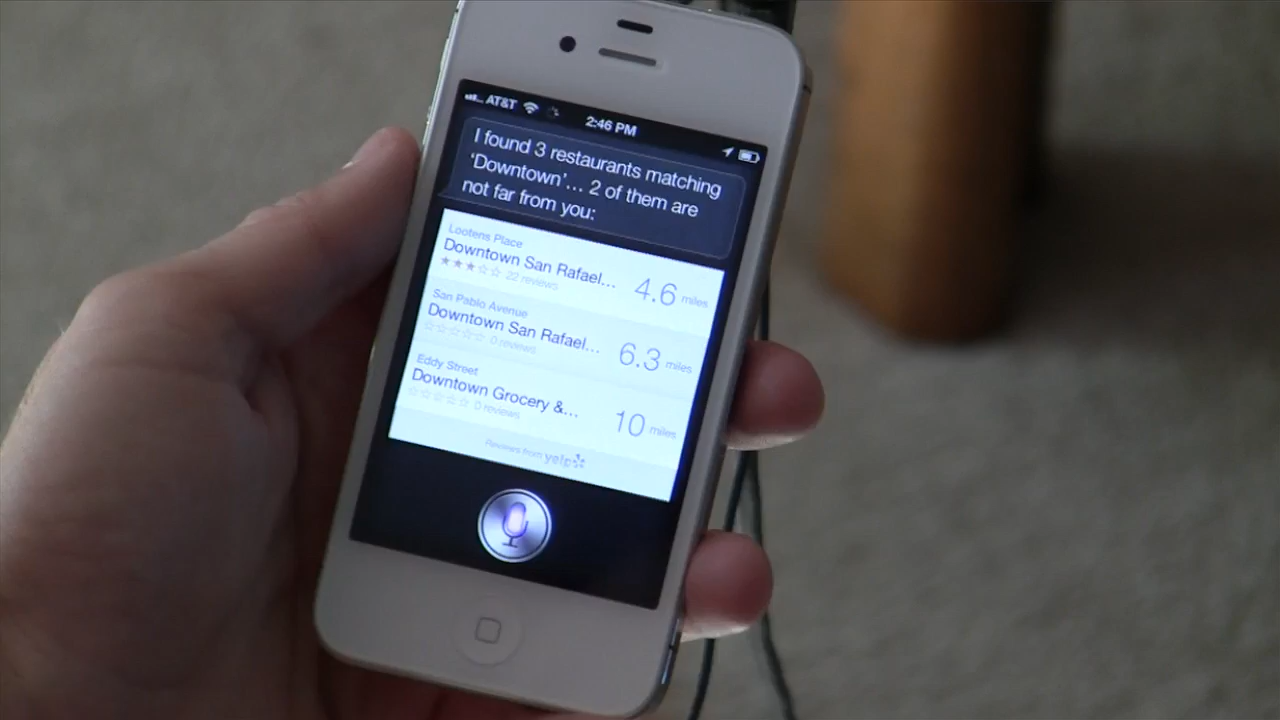 AT&T
2:46 PM
I found 3 restaurants matching
‘Downtown’... 2 of them are
not far from you:
Lootens Place
Downtown San Rafael...
22 reviews
4.6 miles
San Pablo Avenue
Downtown San Rafael...
0 reviews
6.3 miles
Eddy Street
Downtown Grocery &...
0 reviews
10 miles
Reviews from yelp